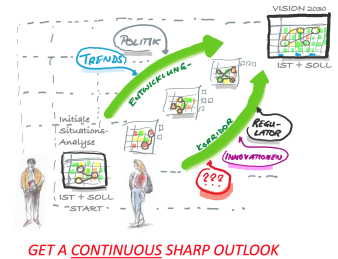 VISION 2030
IST + SOLL
POLITIK
TRENDS
ENTWICKLUNG-
KORRIDOR
REGU-
LATOR
INNOVATIONEN
???
Initiale
Situations-
Analyse
IST + SOLL
-START-
GET A CONTINUOUS SHARP OUTLOOK